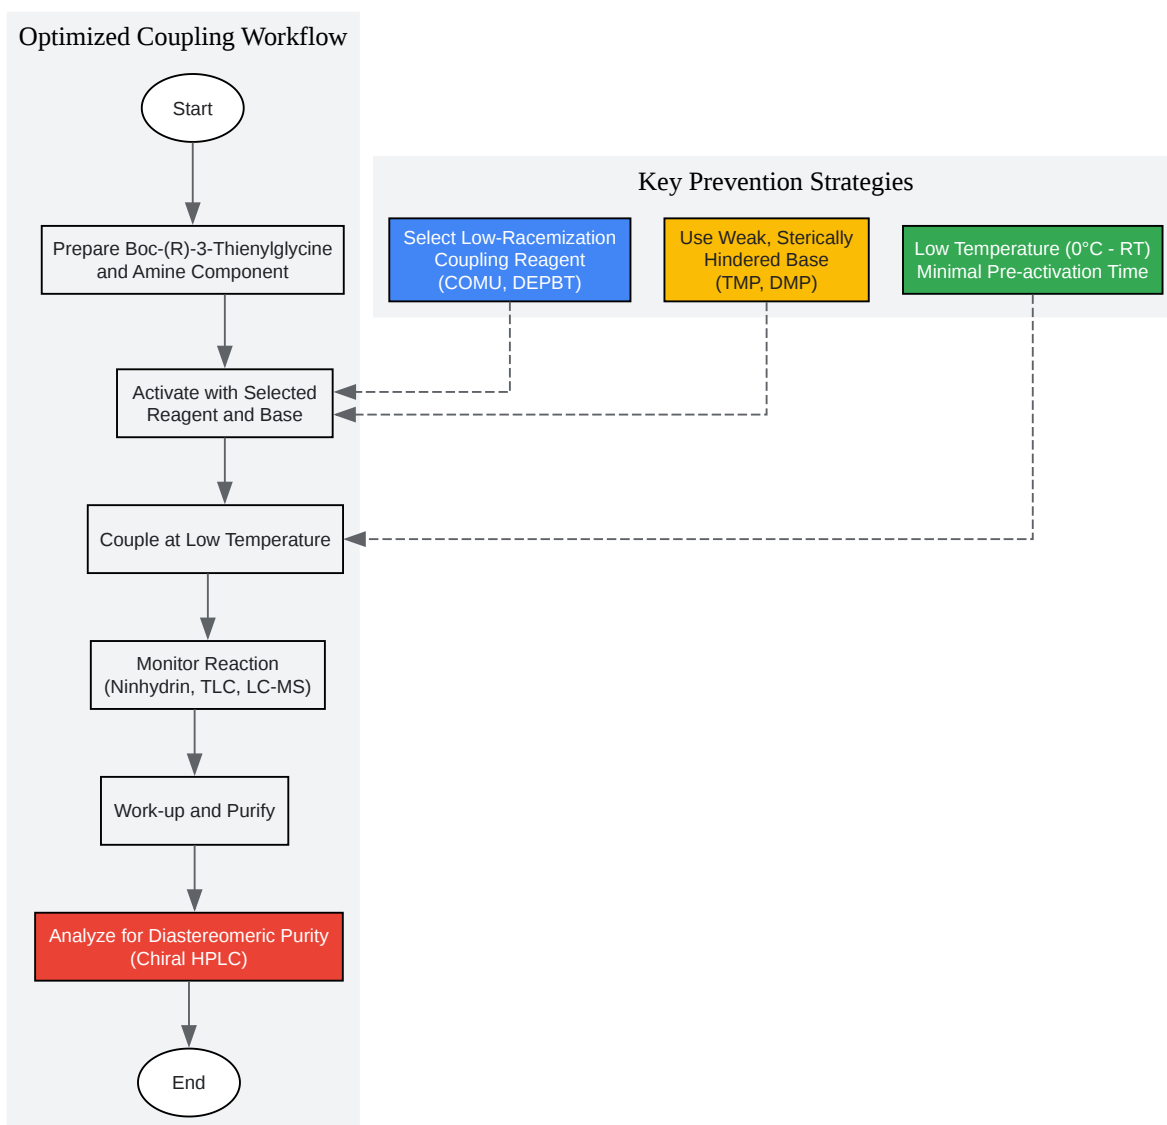 Optimized Coupling Workflow
Start
Prepare Boc-(R)-3-Thienylglycine
and Amine Component
Activate with Selected
Reagent and Base
Couple at Low Temperature
Monitor Reaction
(Ninhydrin, TLC, LC-MS)
Work-up and Purify
Analyze for Diastereomeric Purity
(Chiral HPLC)
End
Key Prevention Strategies
Select Low-Racemization
Coupling Reagent
(COMU, DEPBT)
Use Weak, Sterically
Hindered Base
(TMP, DMP)
Low Temperature (0°C - RT)
Minimal Pre-activation Time